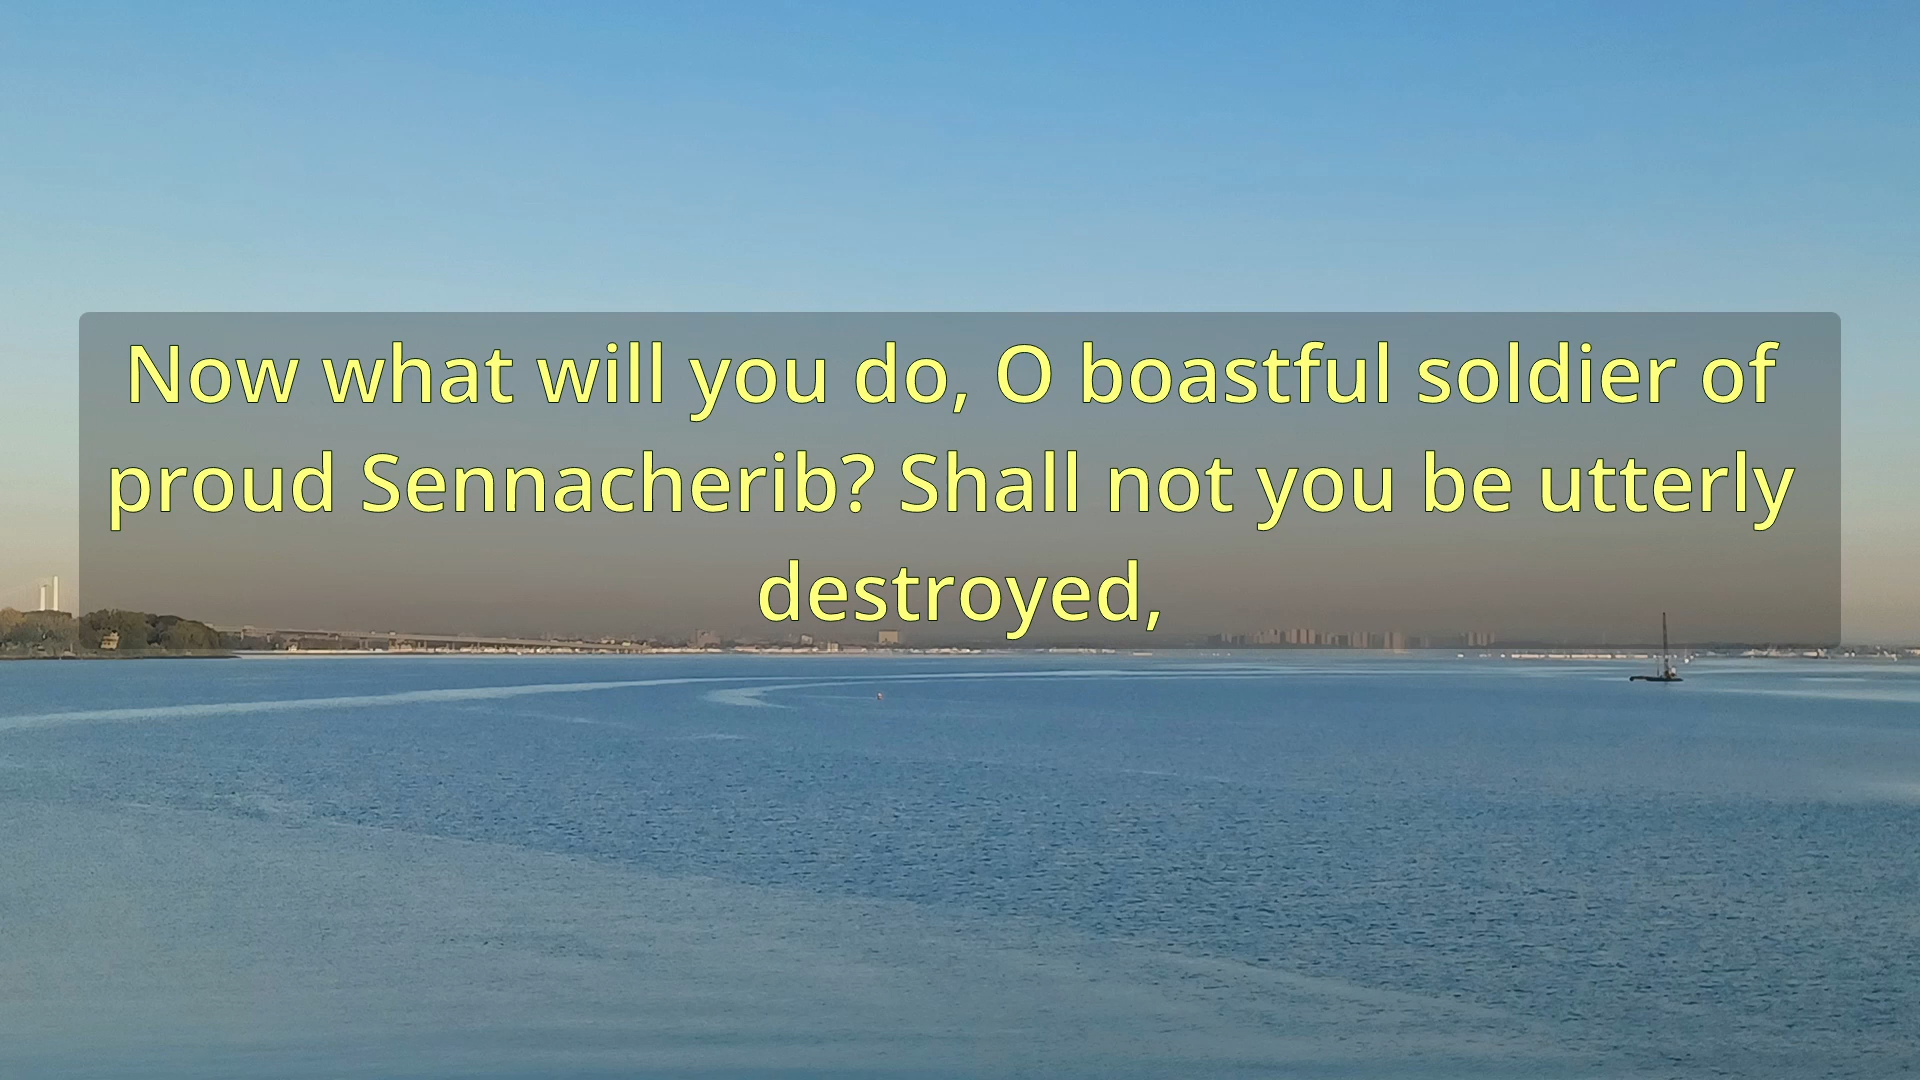 Now what will you do, O boastful soldier of
proud Sennacherib? Shall not you be utterly
destroyed,